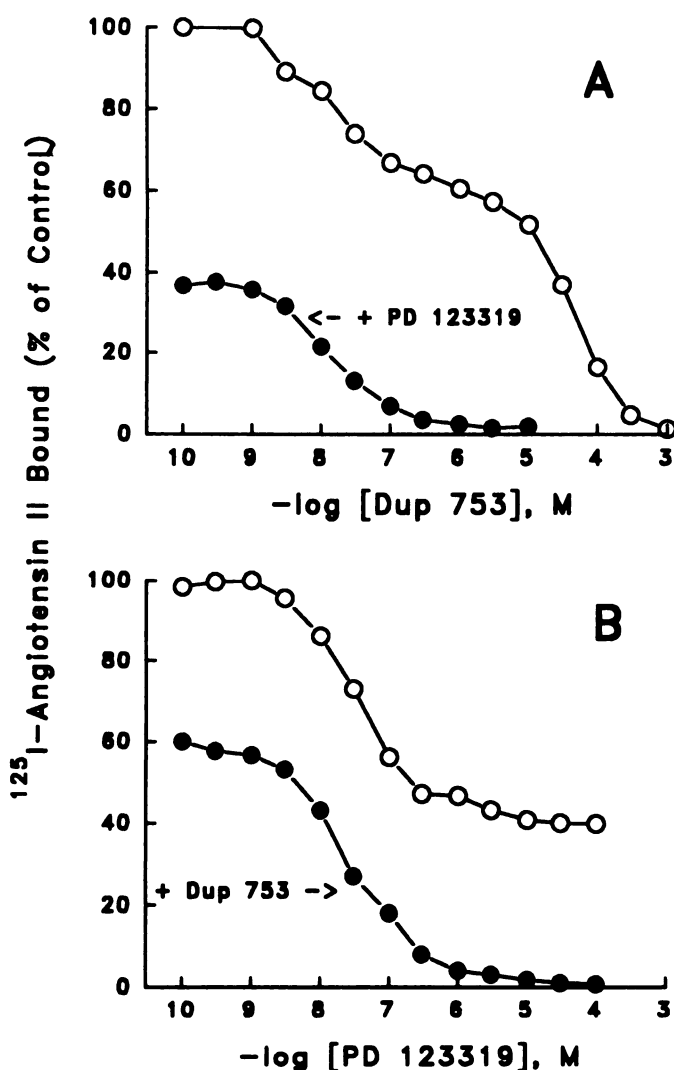 125I-Angiotensin II Bound (% of Control)
A
100
80
60
40
20
0
<- + PD 123319
10 9 8 7 6 5 4 3
-log [Dup 753], M
B
100
80
60
40
20
0
+ Dup 753 ->
10 9 8 7 6 5 4 3
-log [PD 123319], M